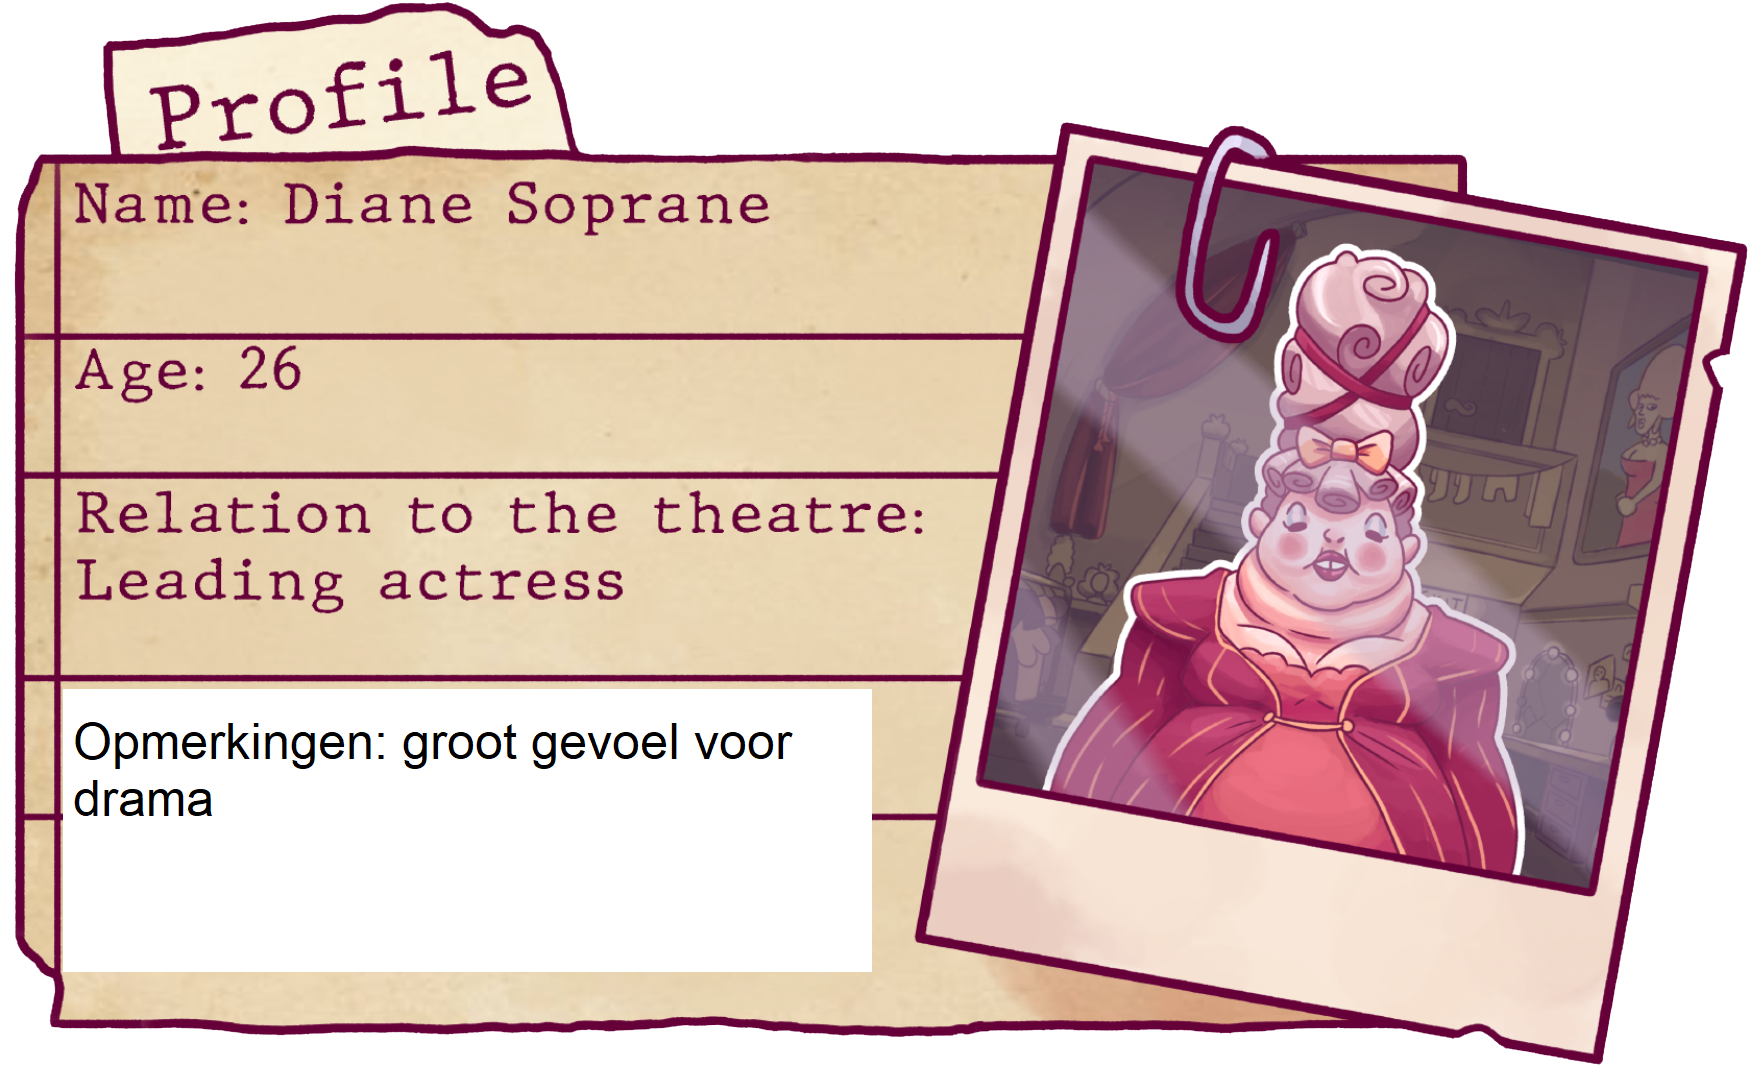 Profile
Name: Diane Soprane
Age: 26
Relation to the theatre:
Leading actress
Opmerkingen: groot gevoel voor
drama